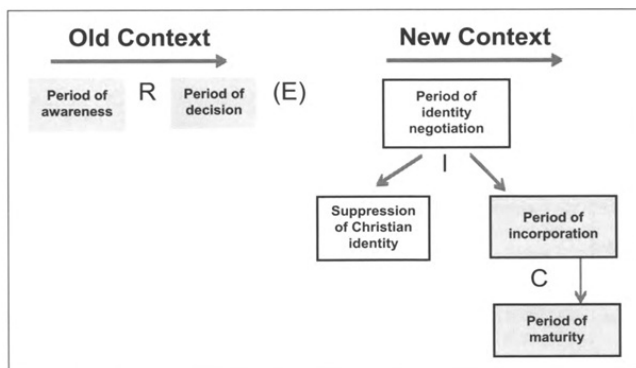 Old Context
New Context
Period of
awareness
R
Period of
decision
(E)
Period of
identity
negotiation
I
Suppression
of Christian
identity
Period of
incorporation
C
Period of
maturity